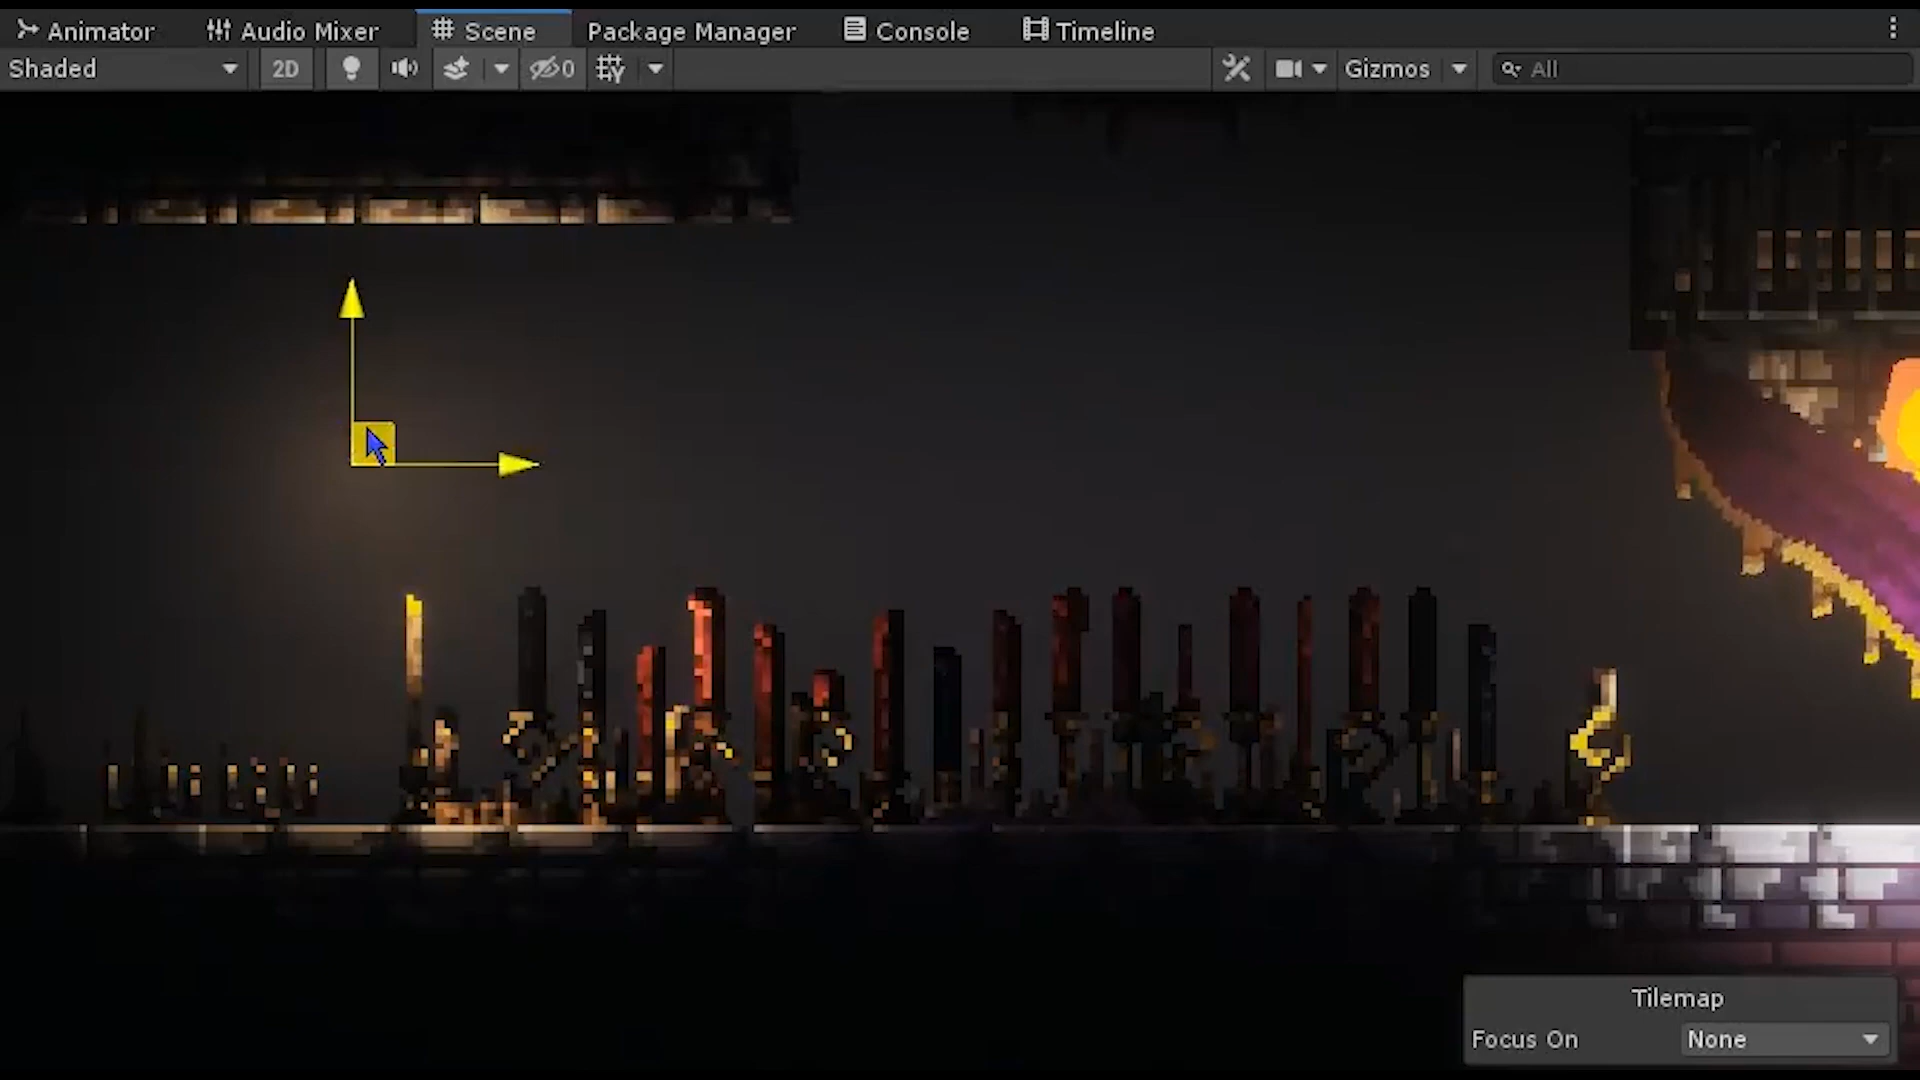 Animator Audio Mixer Scene Package Manager Console Timeline
Shaded 2D 0 Gizmos All
Tilemap
Focus On None